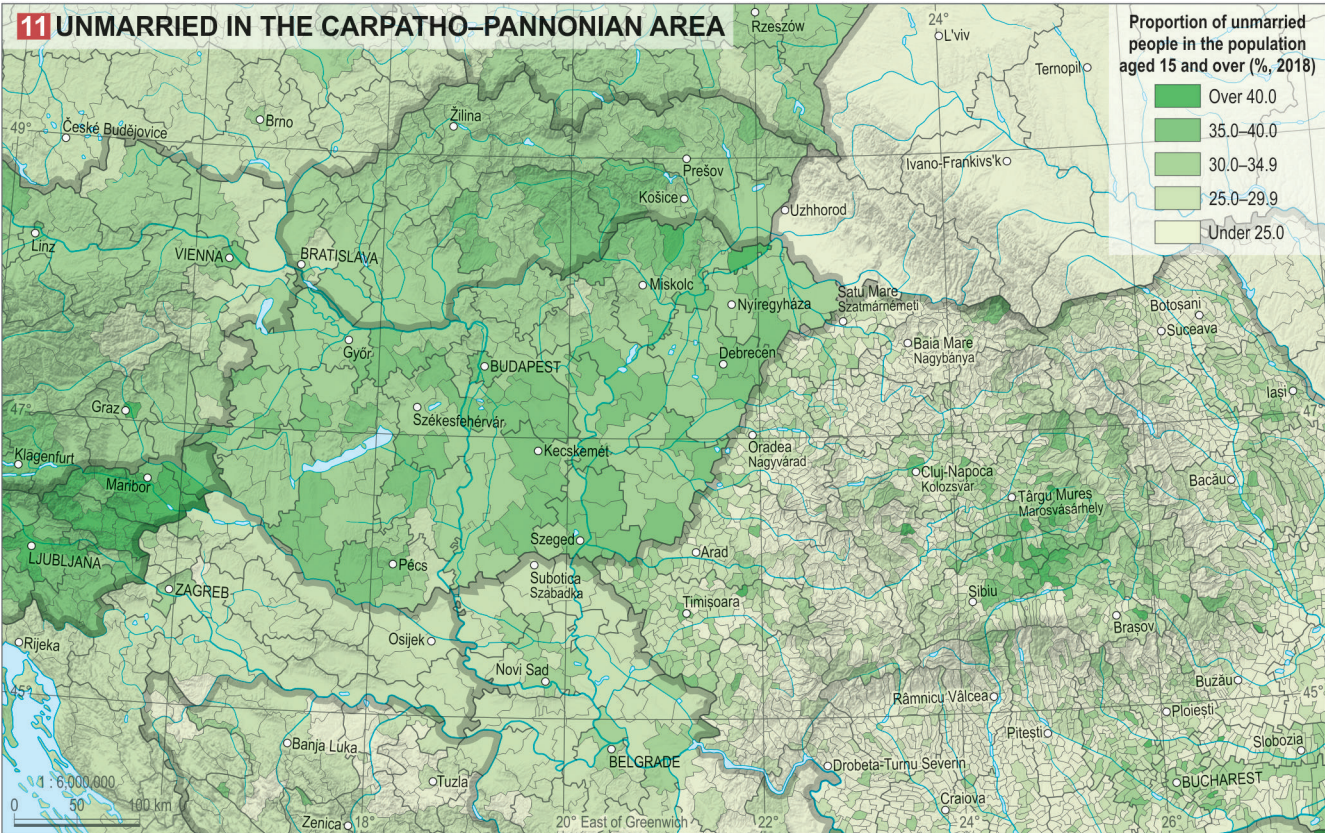 11 UNMARRIED IN THE CARPATHO–PANNONIAN AREA
Proportion of unmarried
people in the population
aged 15 and over (%, 2018)
Over 40.0
35.0–40.0
30.0–34.9
25.0–29.9
Under 25.0
24°
Rzeszów
L'viv
Ternopil
49°
České Budějovice
Brno
Žilina
Prešov
Košice
Ivano-Frankivs'k
Uzhhorod
Linz
VIENNA
BRATISLAVA
Miskolc
Nyíregyháza
Satu Mare
Szatmárnémeti
Botoșani
Suceava
Baia Mare
Nagybánya
Győr
BUDAPEST
Debrecen
Iasi
47°
Graz
47°
Székesfehérvár
Klagenfurt
Kecskemét
Oradea
Nagyvárad
Cluj-Napoca
Kolozsvár
Bacău
Maribor
Târgu Mureș
Marosvásárhely
LJUBLJANA
Szeged
Arad
Pécs
Subotica
Szabadka
ZAGREB
Timișoara
Sibiu
Brașov
Rijeka
Osijek
Novi Sad
45°
Râmnicu Vâlcea
Buzău
45°
Ploiești
Banja Luka
BELGRADE
Pitești
Slobozia
Tuzla
Drobeta-Turnu Severin
BUCHAREST
1 : 6 000 000
0 50 100 km
Zenica
18°
20° East of Greenwich
22°
Craiova
24°
26°